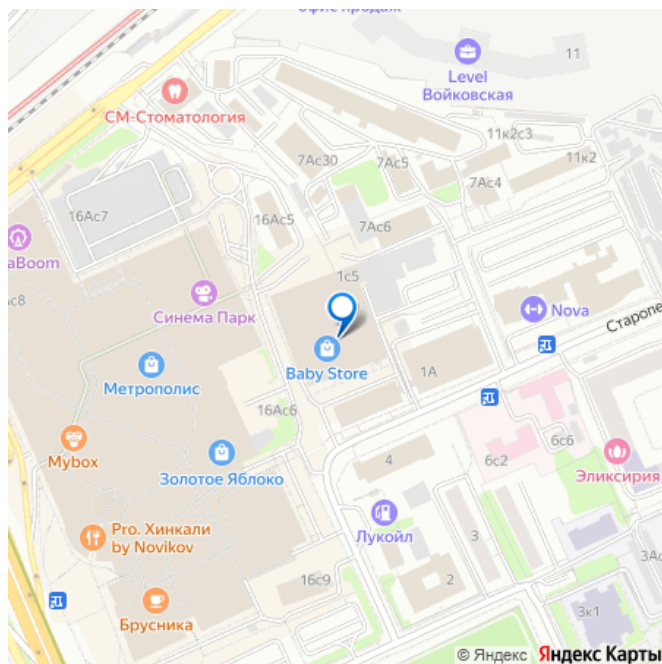 офис продаж
Level
Войковская
11
СМ-Стоматология
11к2с3
7Ас30
7Ас5
11к2
7Ас4
16Ас7
16Ас5
7Ас6
aBoom
1с5
с8
Синема Парк
Nova
Старопе
Baby Store
1А
Метрополис
16Ас6
Mybox
Золотое Яблоко
4
6с2
6с6
Эликсирия
Pro. Хинкали
by Novikov
Лукойл
3
3Ас
16с9
2
Брусника
3к1
© Яндекс Яндекс Карты